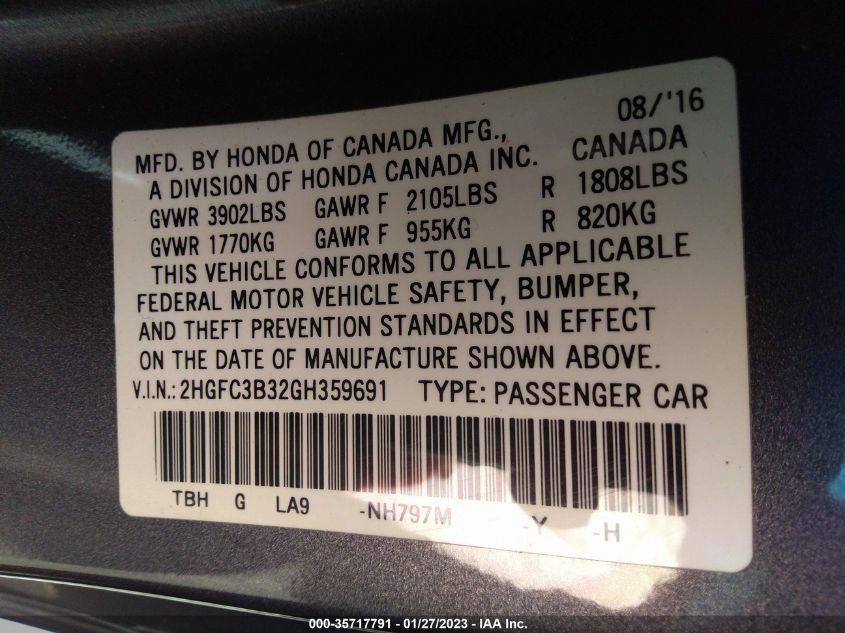 08/'16
MFD. BY HONDA OF CANADA MFG., CANADA
A DIVISION OF HONDA CANADA INC.
GVWR 3902LBS GAWR F 2105LBS R 1808LBS
GVWR 1770KG GAWR F 955KG R 820KG
THIS VEHICLE CONFORMS TO ALL APPLICABLE
FEDERAL MOTOR VEHICLE SAFETY, BUMPER,
AND THEFT PREVENTION STANDARDS IN EFFECT
ON THE DATE OF MANUFACTURE SHOWN ABOVE.
V.I.N.: 2HGFC3B32GH359691 TYPE: PASSENGER CAR
TBH G LA9 -NH797M -Y -H
000-35717791 - 01/27/2023 - IAA Inc.